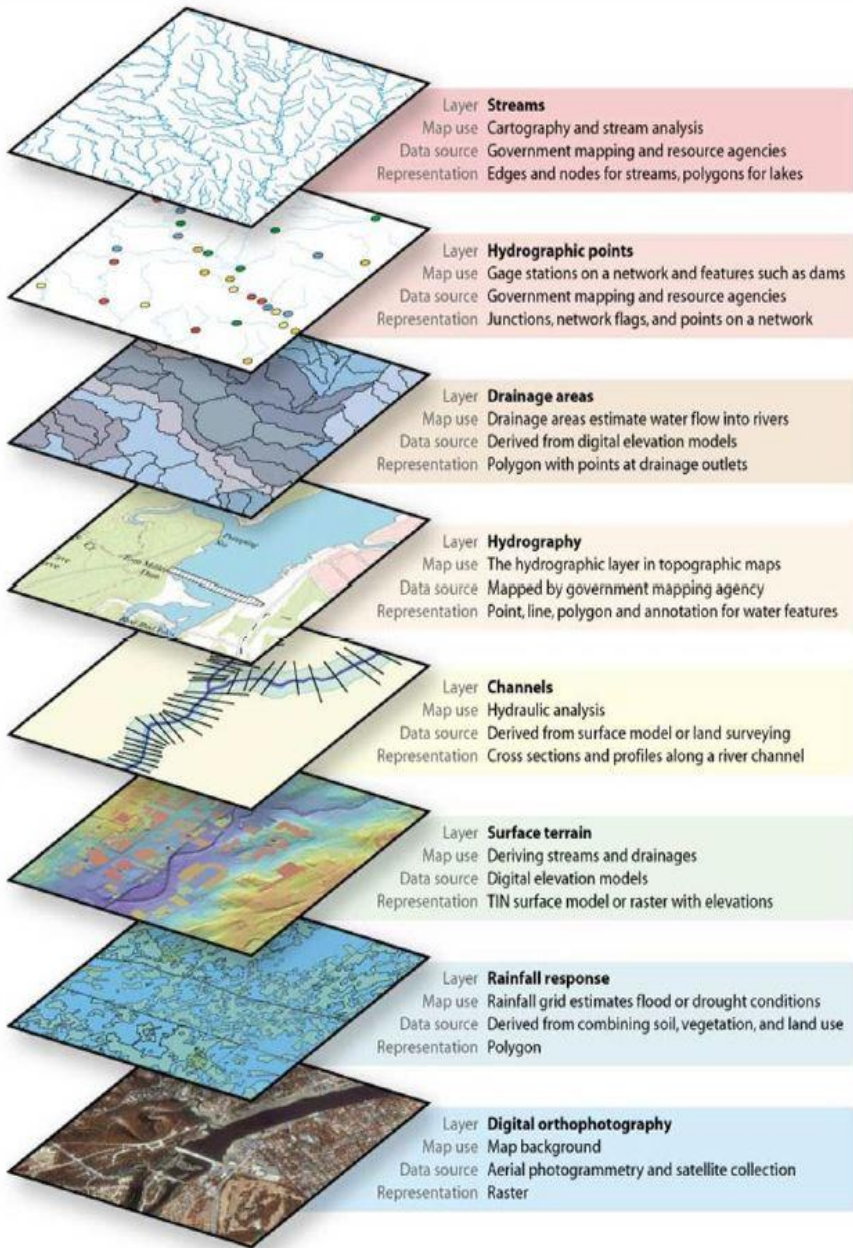 Layer Streams
Map use Cartography and stream analysis
Data source Government mapping and resource agencies
Representation Edges and nodes for streams, polygons for lakes
Layer Hydrographic points
Map use Gage stations on a network and features such as dams
Data source Government mapping and resource agencies
Representation Junctions, network flags, and points on a network
Layer Drainage areas
Map use Drainage areas estimate water flow into rivers
Data source Derived from digital elevation models
Representation Polygon with points at drainage outlets
Layer Hydrography
Map use The hydrographic layer in topographic maps
Data source Mapped by government mapping agency
Representation Point, line, polygon and annotation for water features
Pumping
Sta
Tom Miller
Dam
Layer Channels
Map use Hydraulic analysis
Data source Derived from surface model or land surveying
Representation Cross sections and profiles along a river channel
Layer Surface terrain
Map use Deriving streams and drainages
Data source Digital elevation models
Representation TIN surface model or raster with elevations
Layer Rainfall response
Map use Rainfall grid estimates flood or drought conditions
Data source Derived from combining soil, vegetation, and land use
Representation Polygon
Layer Digital orthophotography
Map use Map background
Data source Aerial photogrammetry and satellite collection
Representation Raster